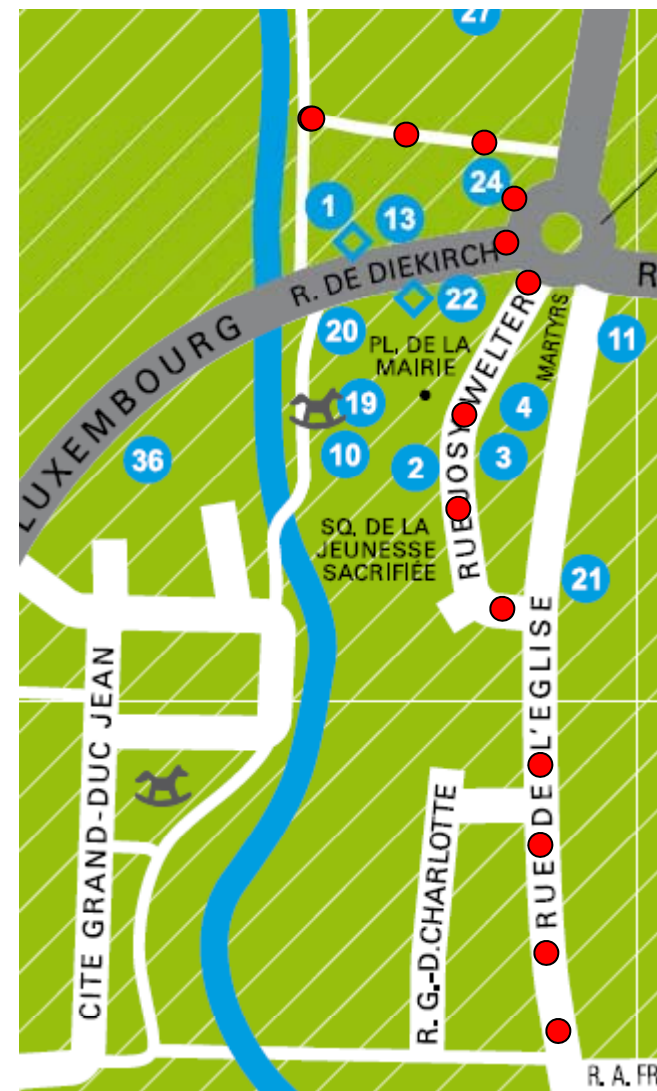 27
24
1
13
R. DE DIEKIRCH
R
LUXEMBOURG
22
20
PL. DE LA
MAIRIE
RUE JOSY WELTER
MARTYRS
11
19
4
36
10
2
3
SQ. DE LA
JEUNESSE
SACRIFIÉE
21
RUE DE L'EGLISE
CITE GRAND-DUC JEAN
R. G.-D.CHARLOTTE
R. A. FR